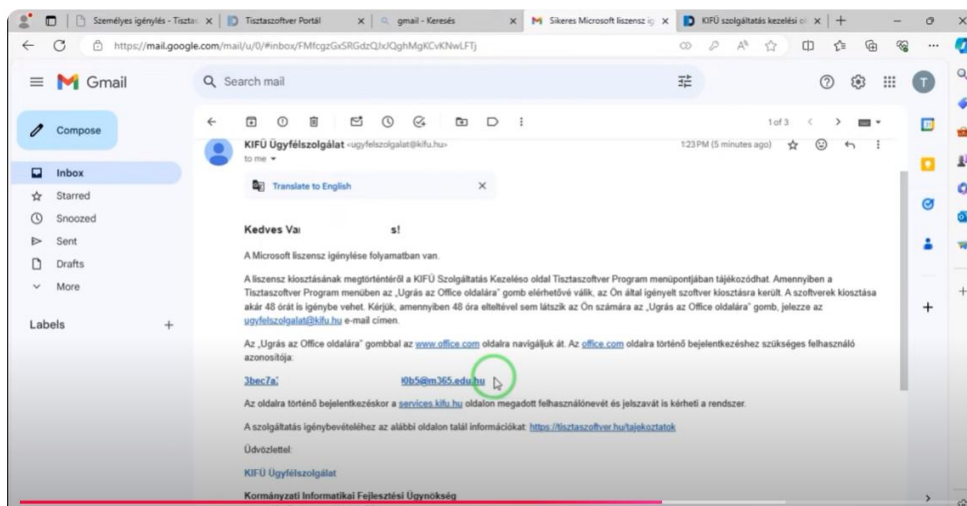 Személyes igénylés - Tiszta
Tisztaszoftver Portál
gmail - Keresés
Sikeres Microsoft liszensz ig
KIFÜ szolgáltatás kezelési o
https://mail.google.com/mail/u/0/#inbox/FMfcgzGxSRGdzQJxJQghMgKCvKNwLFTj
Gmail
Search mail
T
Compose
1 of 3
KIFÜ Ügyfélszolgálat <ugyfelszolgalat@kifu.hu>
1:23 PM (5 minutes ago)
to me
Inbox
Translate to English
Starred
Snoozed
Kedves Va s!
Sent
A Microsoft liszensz igénylése folyamatban van.
Drafts
A liszensz kiosztásának megtörténtéről a KIFÜ Szolgáltatás Kezelése oldal Tisztaszoftver Program menüpontjában tájékozódhat. Amennyiben a
More
Tisztaszoftver Program menüben az „Ugrás az Office oldalára” gomb elérhetővé válik, az Ön által igényelt szoftver kiosztásra került. A szoftverek kiosztása
akár 48 órát is igénybe vehet. Kérjük, amennyiben 48 óra elteltével sem látszik az Ön számára az „Ugrás az Office oldalára” gomb, jelezze az
Labels
ugyfelszolgalat@kifu.hu e-mail címen.
Az „Ugrás az Office oldalára” gombbal az www.office.com oldalra navigáljuk át. Az office.com oldalra történő bejelentkezéshez szükséges felhasználó
azonosítója:
3bec7a: f0b5@m365.edu.hu
Az oldalra történő bejelentkezéskor a services.kifu.hu oldalon megadott felhasználónevét és jelszavát is kérheti a rendszer.
A szolgáltatás igénybevételéhez az alábbi oldalon talál információkat: https://tisztaszoftver.hu/tajekoztatok
Üdvözlettel:
KIFÜ Ügyfélszolgálat
Kormányzati Informatikai Fejlesztési Ügynökség